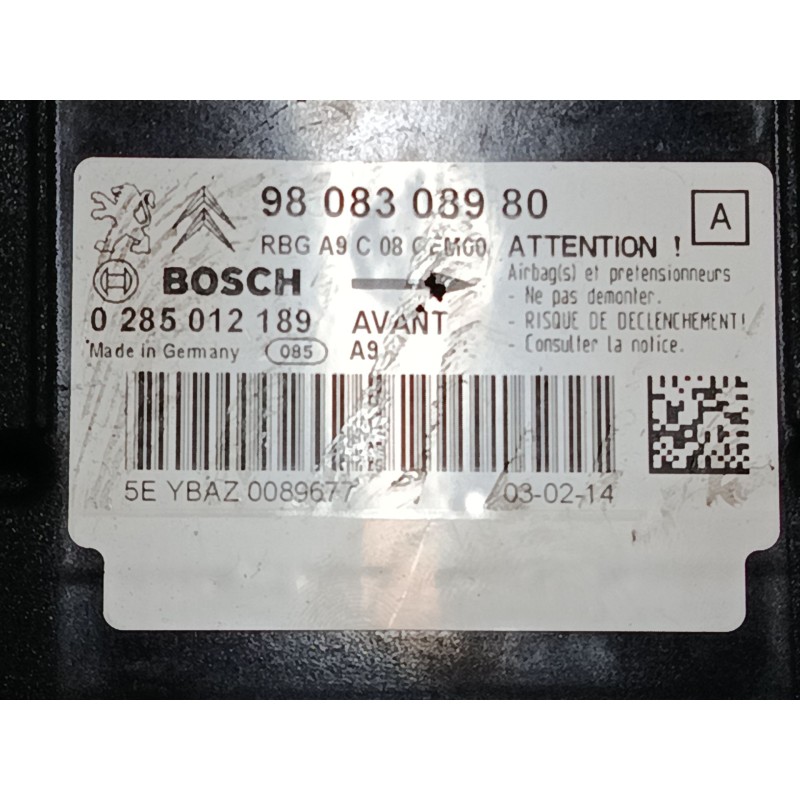 98 083 089 80
A
RBG A9 C 08
ATTENTION !
BOSCH
Airbag(s) et pretensionneurs
- Ne pas demonter.
0 285 012 189
AVANT
- RISQUE DE DECLENCHEMENT!
Made in Germany
085
A9
- Consulter la notice.
5E YBAZ 0089677
03-02-14